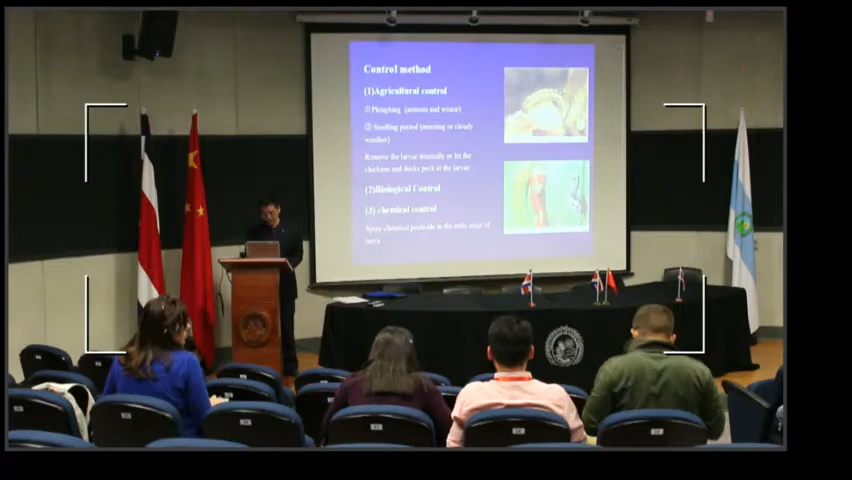 Control method
(1)Agricultural control
① Ploughing (autumn and winter)
② Seedling period (morning or cloudy
weather)
Remove the larvae manually or let the
chickens and ducks peck at the larvae
(2)Biological Control
(3) chemical control
Spray chemical pesticide in the early stage of